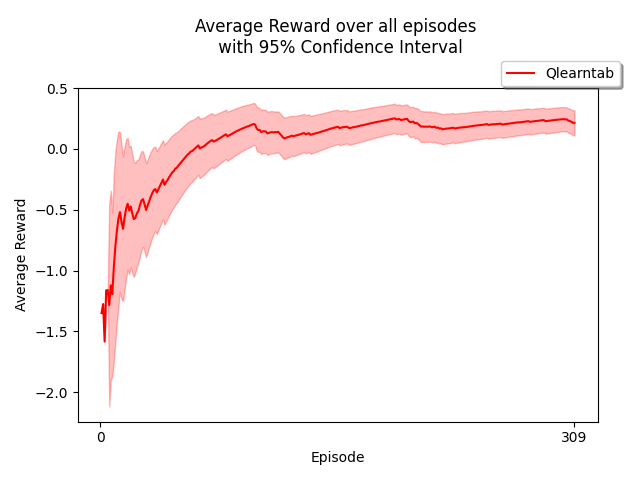 Average Reward over all episodes
with 95% Confidence Interval
Qlearntab
0.5
0.0
−0.5
−1.0
−1.5
−2.0
Average Reward
0
309
Episode